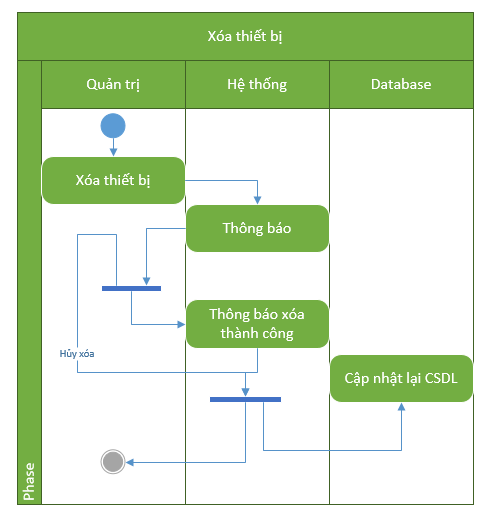 Xóa thiết bị
Quản trị
Hệ thống
Database
Xóa thiết bị
Thông báo
Thông báo xóa
thành công
Hủy xóa
Cập nhật lại CSDL
Phase